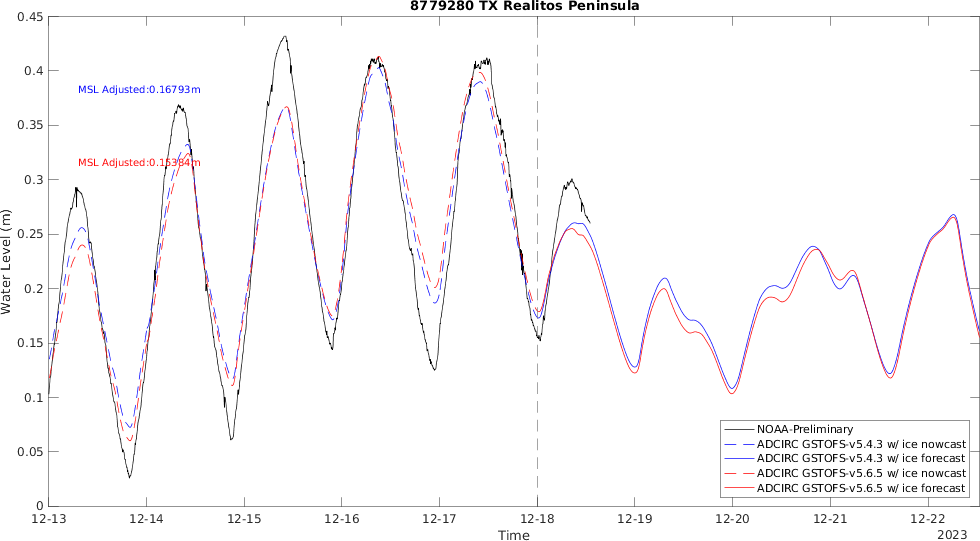 8779280 TX Realitos Peninsula
0.45
0.4
0.35
0.3
0.25
0.2
0.15
0.1
0.05
0
Water Level (m)
MSL Adjusted:0.16793m
MSL Adjusted:0.15384m
NOAA-Preliminary
ADCIRC GSTOFS-v5.4.3 w/ ice nowcast
ADCIRC GSTOFS-v5.4.3 w/ ice forecast
ADCIRC GSTOFS-v5.6.5 w/ ice nowcast
ADCIRC GSTOFS-v5.6.5 w/ ice forecast
12-13 12-14 12-15 12-16 12-17 12-18 12-19 12-20 12-21 12-22
Time
2023